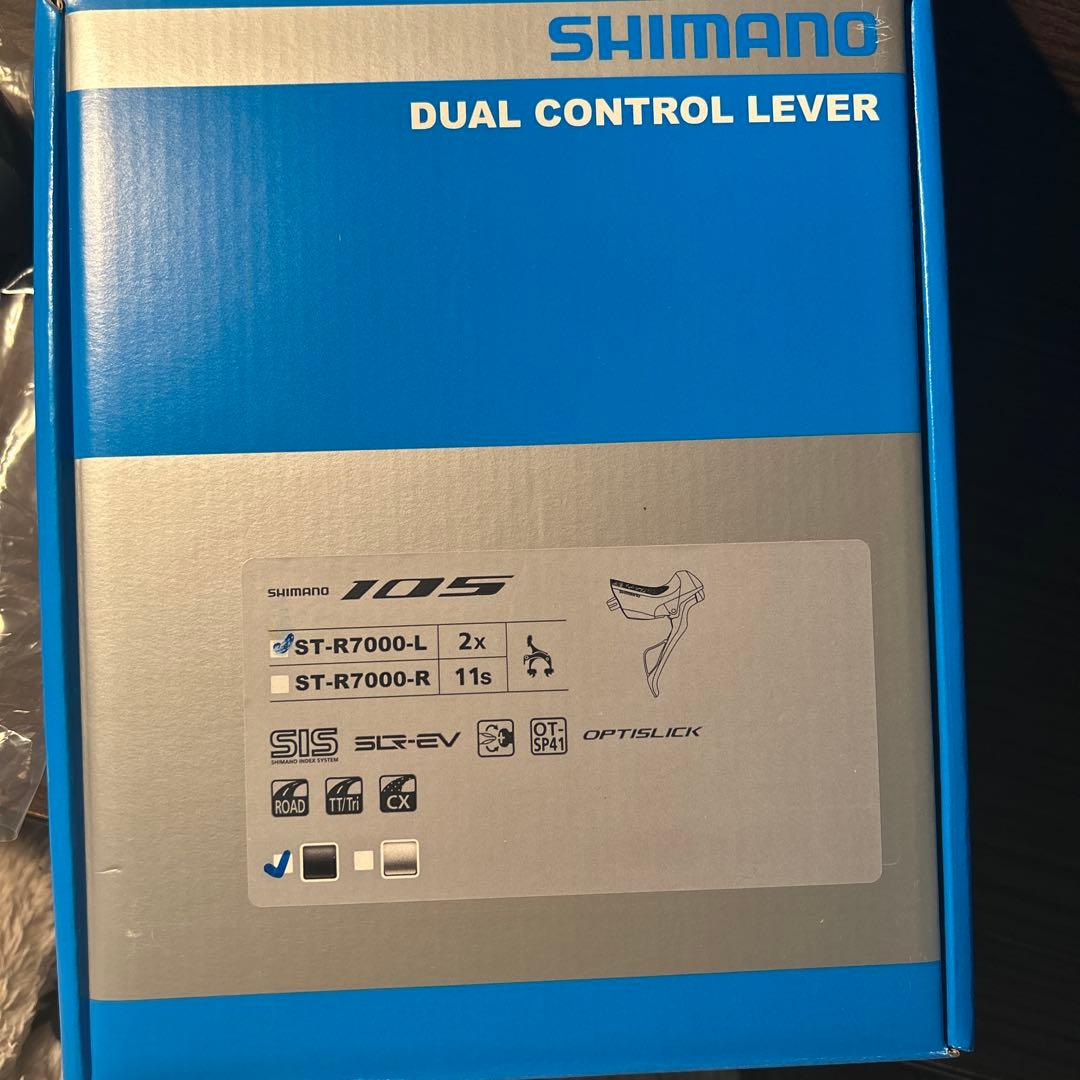 SHIMANO
DUAL CONTROL LEVER
SHIMANO 105
ST-R7000-L 2x
ST-R7000-R 11s
SIS SLR-EV OT-SP41 OPTISLICK
SHIMANO INDEX SYSTEM
ROAD TT/Tri CX
SHIMANO